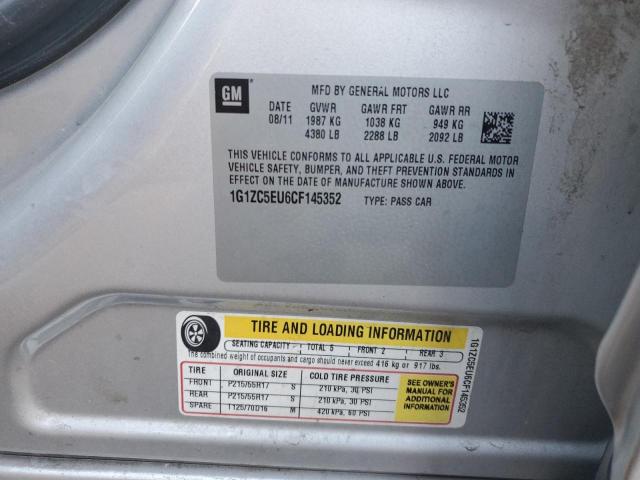 GM
MFD BY GENERAL MOTORS LLC
DATE GVWR GAWR FRT GAWR RR
08/11 1987 KG 1038 KG 949 KG
4380 LB 2288 LB 2092 LB
THIS VEHICLE CONFORMS TO ALL APPLICABLE U.S. FEDERAL MOTOR
VEHICLE SAFETY, BUMPER, AND THEFT PREVENTION STANDARDS IN
EFFECT ON THE DATE OF MANUFACTURE SHOWN ABOVE.
1G1ZC5EU6CF145352 TYPE: PASS CAR
TIRE AND LOADING INFORMATION
SEATING CAPACITY TOTAL 5 FRONT 2 REAR 3
The combined weight of occupants and cargo should never exceed 416 kg or 917 lbs.
TIRE ORIGINAL SIZE COLD TIRE PRESSURE
FRONT P215/55R17 S 210 kPa, 30 PSI
REAR P215/55R17 S 210 kPa, 30 PSI
SPARE T125/70D16 M 420 kPa, 60 PSI
SEE OWNER'S
MANUAL FOR
ADDITIONAL
INFORMATION
1G1ZC5EU6CF145352